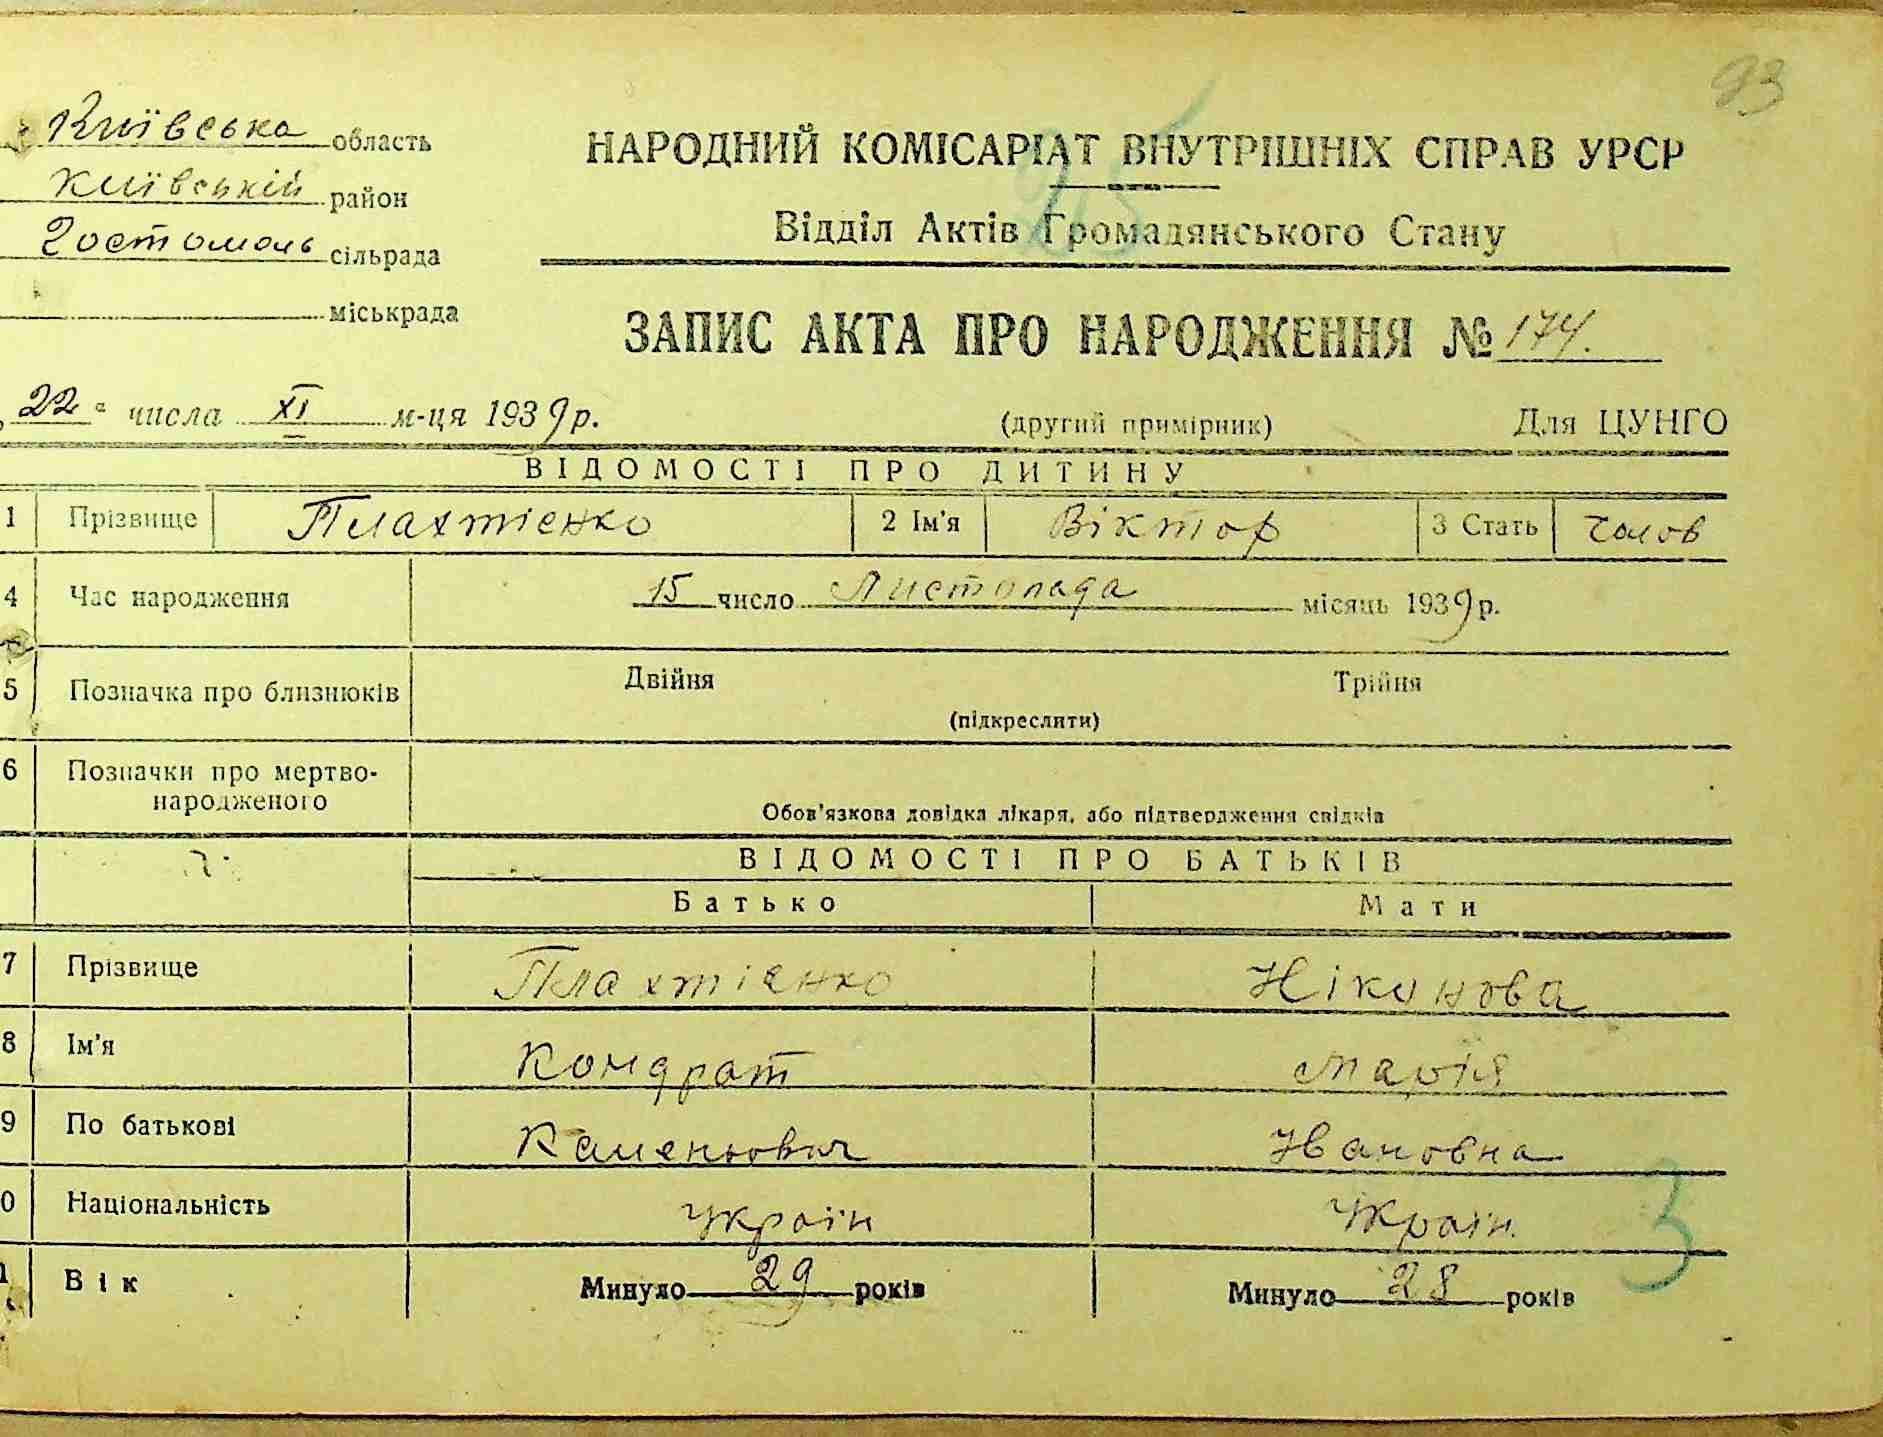 93
Київська область
Київській район
Гостомель сільрада
міськрада
НАРОДНИЙ КОМІСАРІАТ ВНУТРІШНІХ СПРАВ УРСР
25
Відділ Актів Громадянського Стану
ЗАПИС АКТА ПРО НАРОДЖЕННЯ № 174.
22 " числа XI м-ця 1939 р.
(другий примірник) Для ЦУНГО
ВІДОМОСТІ ПРО ДИТИНУ
1 Прізвище Плахтієнко 2 Ім'я Віктор 3 Стать чолов
4 Час народження 15 число Листопада місяць 1939 р.
5 Позначка про близнюків Двійня Трійня
(підкреслити)
6 Позначки про мертво-
народженого
Обов'язкова довідка лікаря, або підтвердження свідків
ВІДОМОСТІ ПРО БАТЬКІВ
Батько Мати
7 Прізвище Плахтієнко Ніконова
8 Ім'я Кондрат Марія
9 По батькові Івановна
0 Національність Україн Україн.
3
1 Вік Минуло 29 років Минуло 28 років